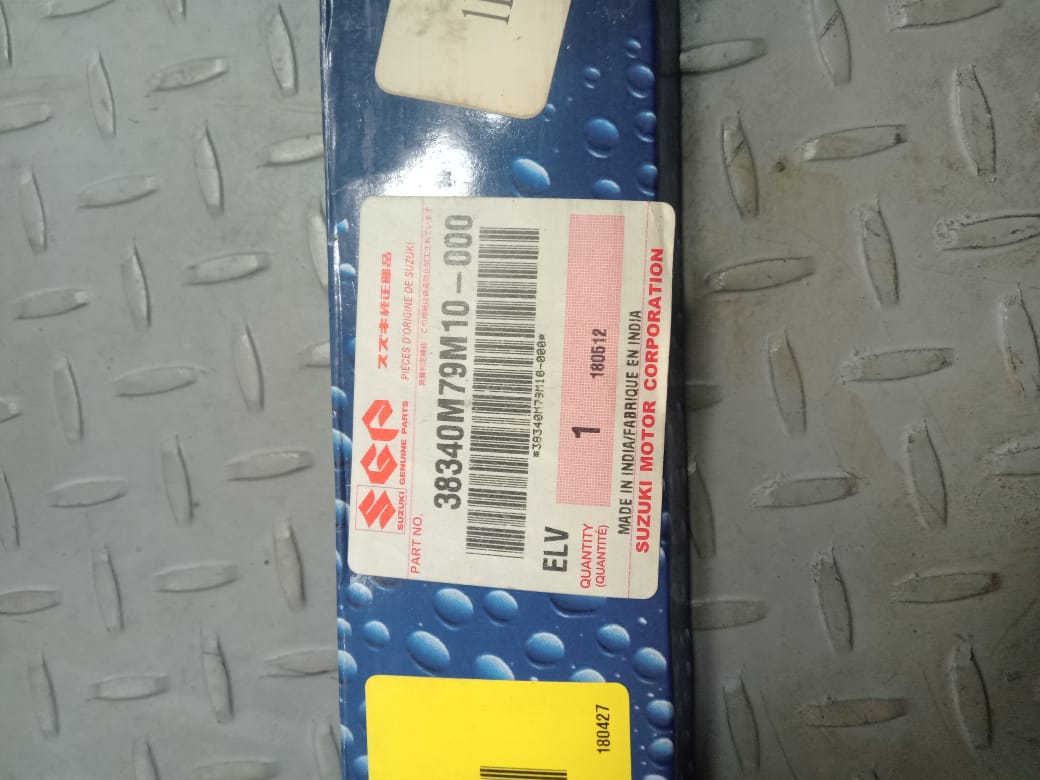 スズキ純正部品
SGP
SUZUKI GENUINE PARTS
PIÈCES D'ORIGINE DE SUZUKI
PART NO.
38340M79M10-000
*38340M79M10-000*
ELV
QUANTITY
(QUANTITÉ)
1
180612
MADE IN INDIA/FABRIQUE EN INDIA
SUZUKI MOTOR CORPORATION
180427